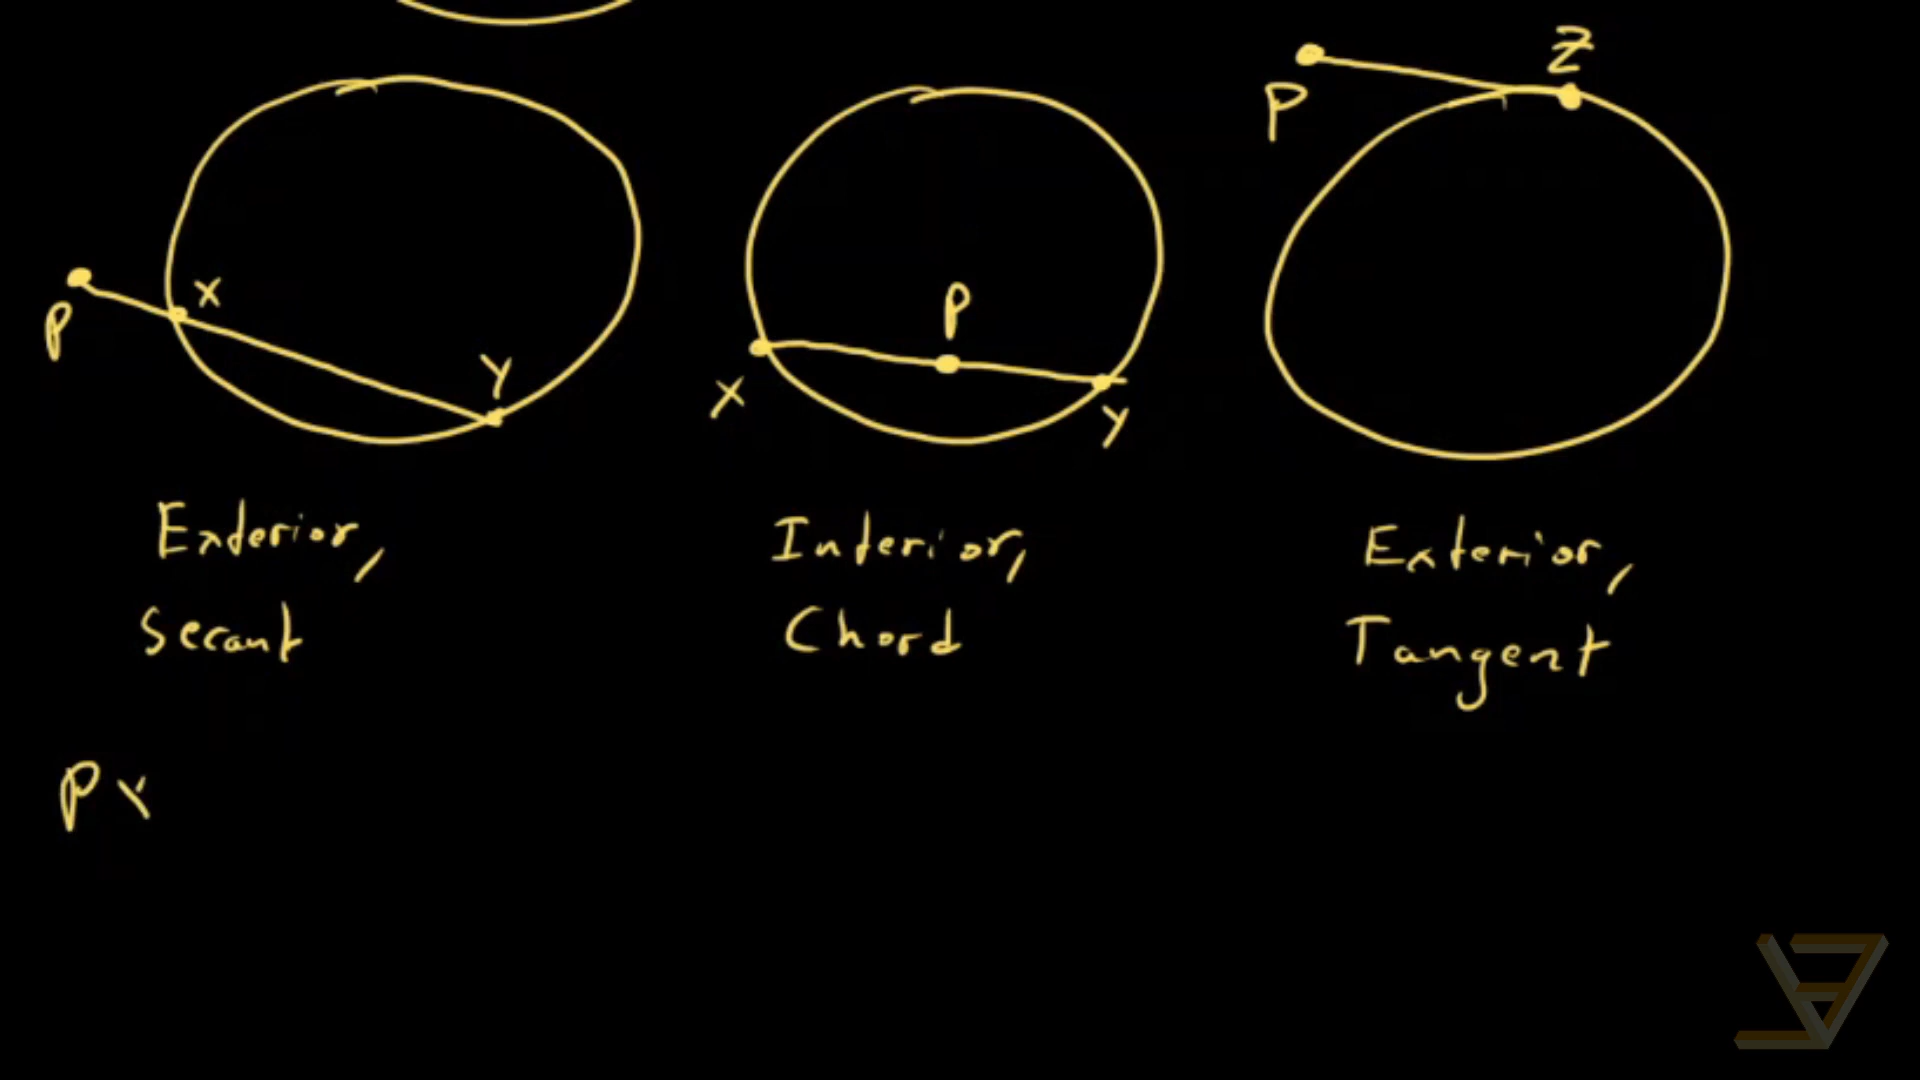 Z
P
X
P
P
Y
X
Y
Exterior,
Interior,
Exterior,
Secant
Chord
Tangent
PX